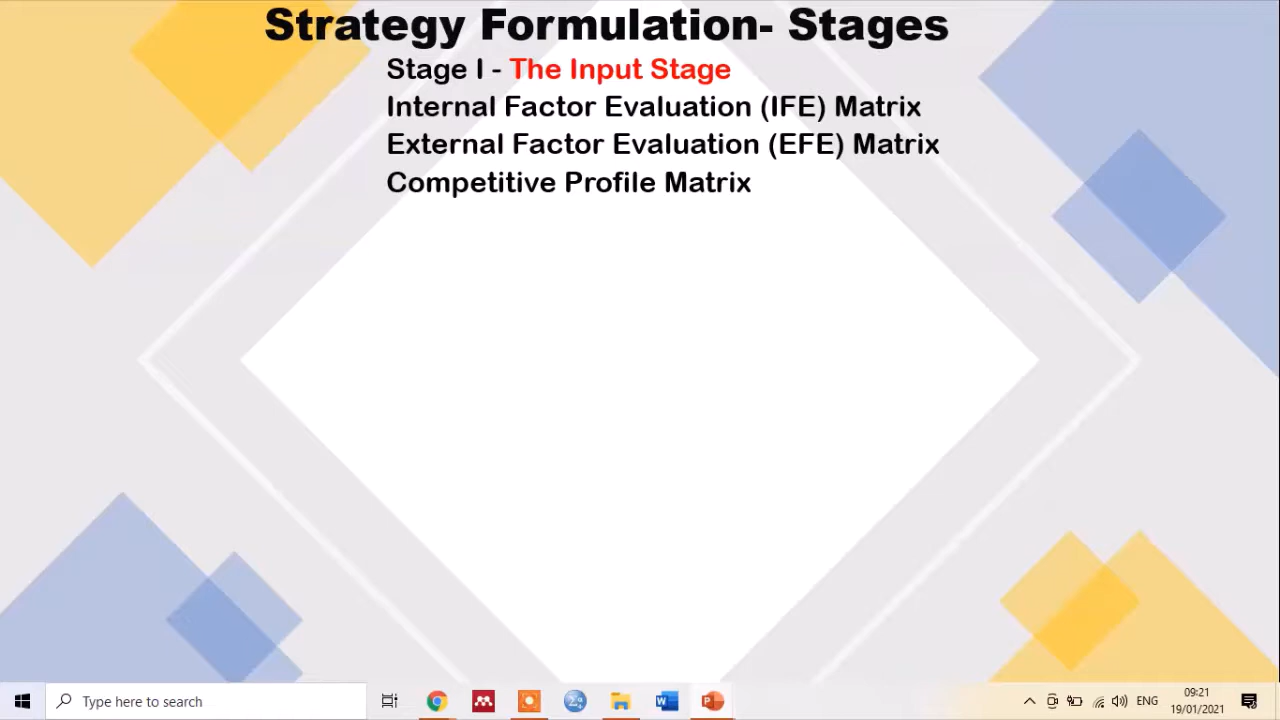 Strategy Formulation- Stages
Stage I - The Input Stage
Internal Factor Evaluation (IFE) Matrix
External Factor Evaluation (EFE) Matrix
Competitive Profile Matrix
Type here to search
ENG
09:21
19/01/2021